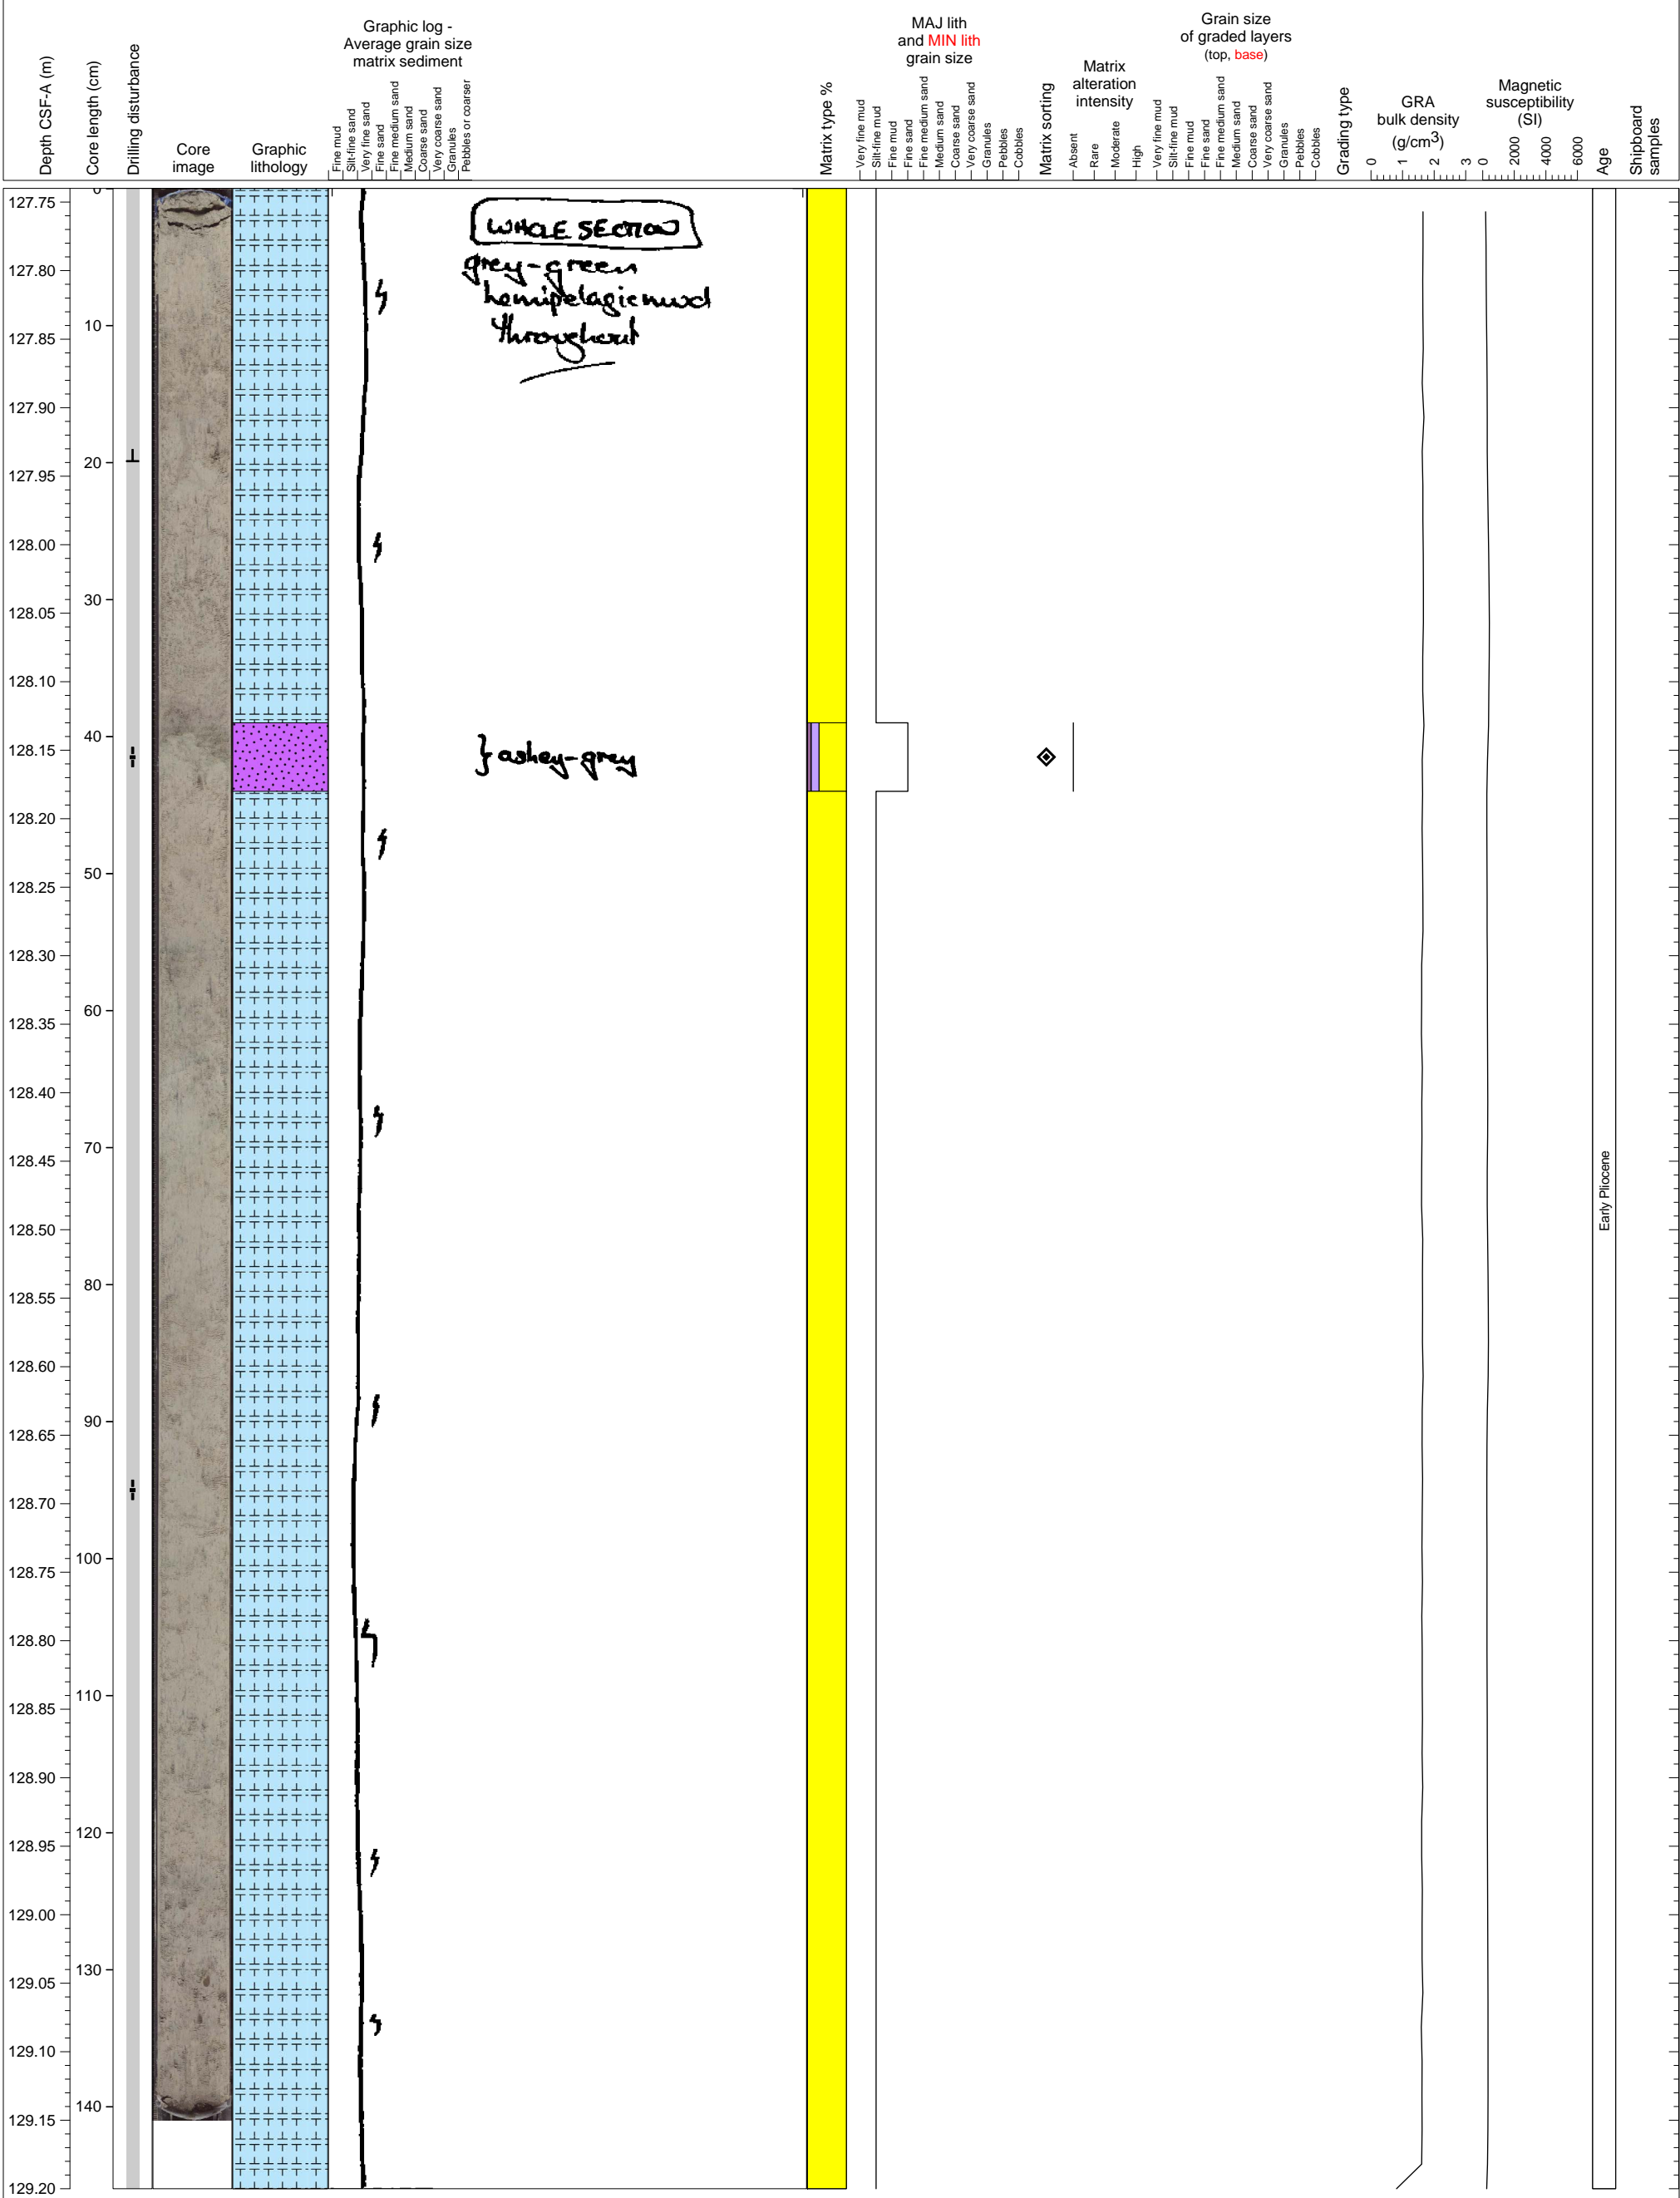 Depth CSF-A (m)
Core length (cm)
Drilling disturbance
Core
image
Graphic
lithology
Graphic log -
Average grain size
matrix sediment
Fine mud
Silt-fine sand
Very fine sand
Fine sand
Fine medium sand
Medium sand
Coarse sand
Very coarse sand
Granules
Pebbles or coarser
Matrix type %
MAJ lith
and MIN lith
grain size
Very fine mud
Silt-fine mud
Fine mud
Fine sand
Fine medium sand
Medium sand
Coarse sand
Very coarse sand
Granules
Pebbles
Cobbles
Matrix sorting
Matrix
alteration
intensity
Absent
Rare
Moderate
High
Grain size
of graded layers
(top, base)
Very fine mud
Silt-fine mud
Fine mud
Fine sand
Fine medium sand
Medium sand
Coarse sand
Very coarse sand
Granules
Pebbles
Cobbles
Grading type
GRA
bulk density
(g/cm3)
0 1 2 3
Magnetic
susceptibility
(SI)
0 2000 4000 6000
Age
Shipboard
samples
127.75
127.80
127.85
127.90
127.95
128.00
128.05
128.10
128.15
128.20
128.25
128.30
128.35
128.40
128.45
128.50
128.55
128.60
128.65
128.70
128.75
128.80
128.85
128.90
128.95
129.00
129.05
129.10
129.15
129.20
0
10
20
30
40
50
60
70
80
90
100
110
120
130
140
WHOLE SECTION
grey-green
hemipelagic mud
throughout
} ashey-grey
Early Pliocene